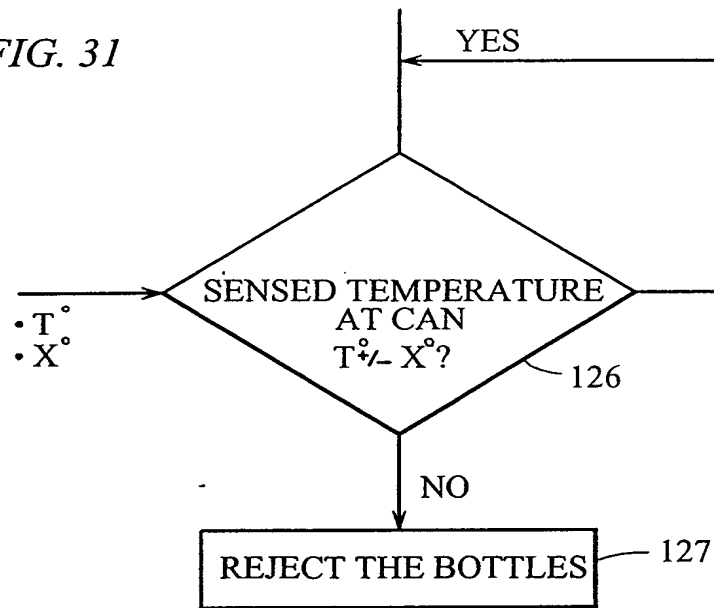 FIG. 31
YES
SENSED TEMPERATURE
AT CAN
T°+/- X°?
• T°
• X°
126
NO
REJECT THE BOTTLES
127